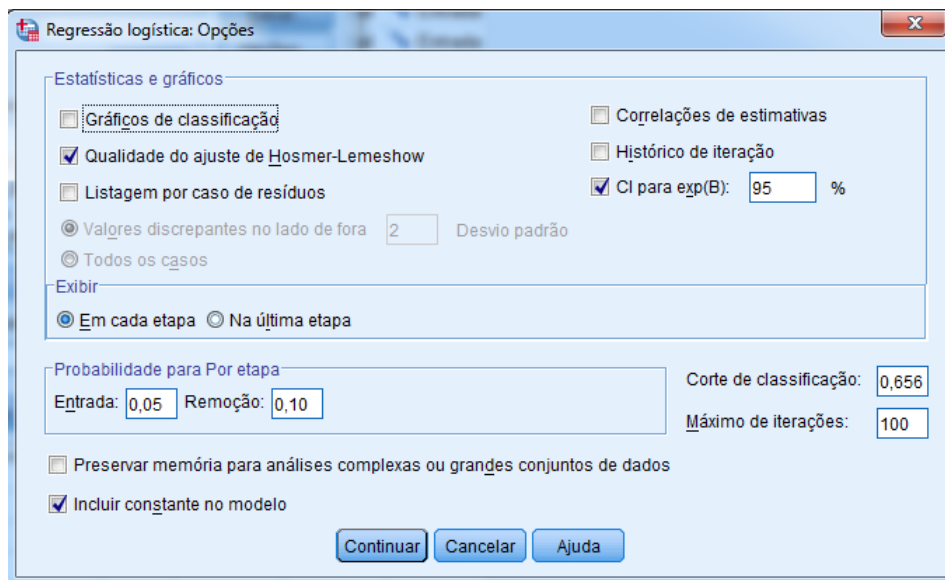 Regressão logística: Opções
Estatísticas e gráficos
Gráficos de classificação
Correlações de estimativas
Qualidade do ajuste de Hosmer-Lemeshow
Histórico de iteração
Listagem por caso de resíduos
CI para exp(B): 95 %
Valores discrepantes no lado de fora 2 Desvio padrão
Todos os casos
Exibir
Em cada etapa Na última etapa
Probabilidade para Por etapa
Entrada: 0,05 Remoção: 0,10
Corte de classificação: 0,656
Máximo de iterações: 100
Preservar memória para análises complexas ou grandes conjuntos de dados
Incluir constante no modelo
Continuar Cancelar Ajuda